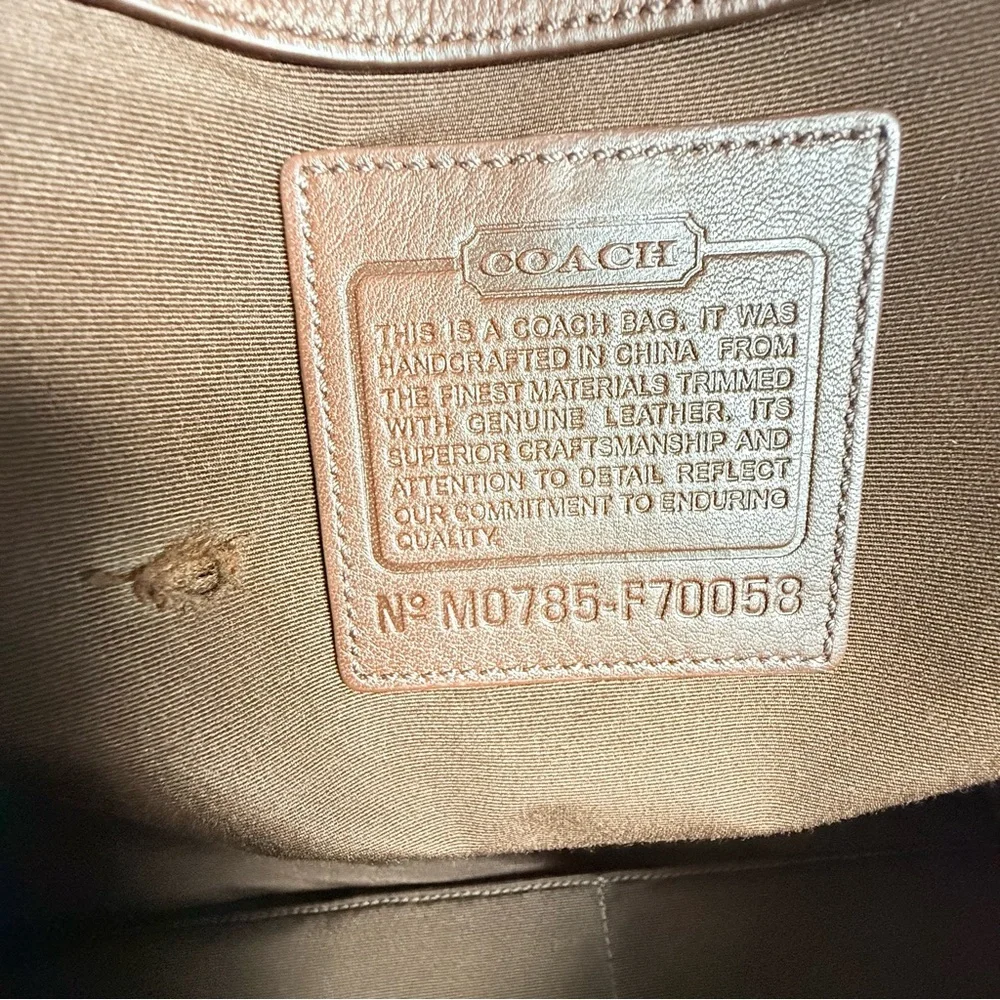 COACH
THIS IS A COACH BAG. IT WAS
HANDCRAFTED IN CHINA FROM
THE FINEST MATERIALS TRIMMED
WITH GENUINE LEATHER. ITS
SUPERIOR CRAFTSMANSHIP AND
ATTENTION TO DETAIL REFLECT
OUR COMMITMENT TO ENDURING
QUALITY.
Nº M0785-F70058